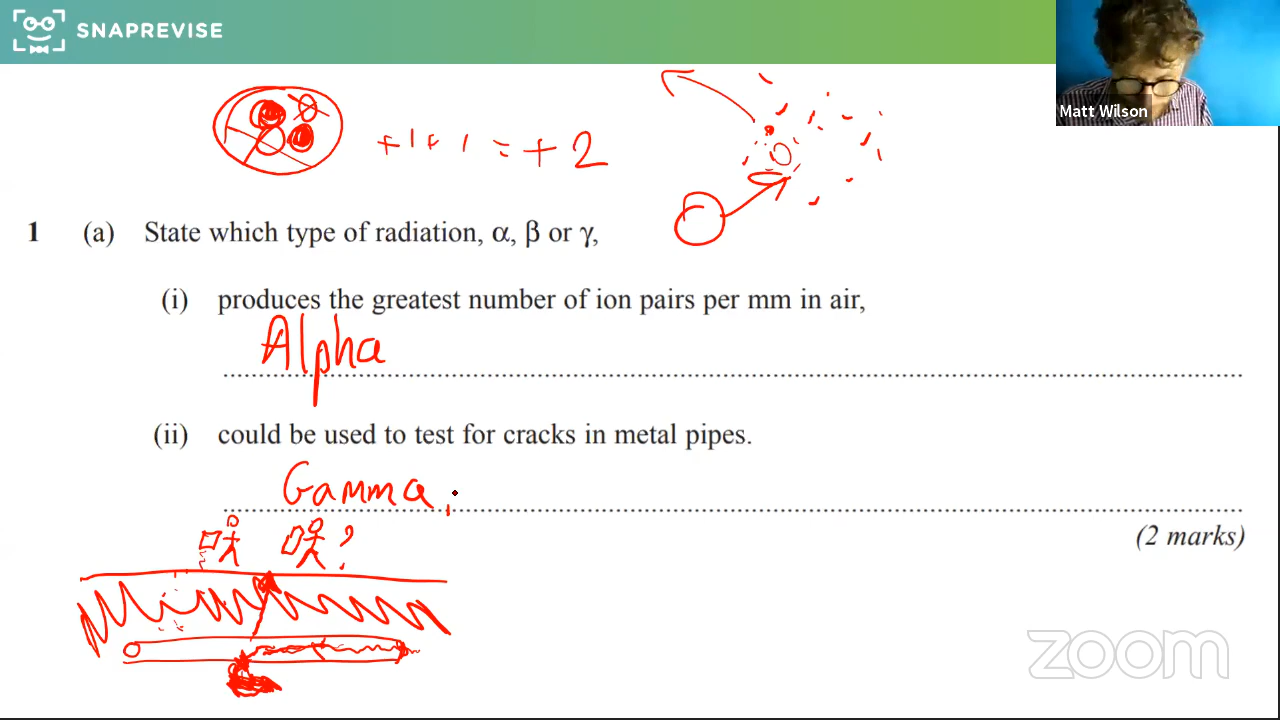 SNAPREVISE
Matt Wilson
+1+1=+2
1 (a) State which type of radiation, α, β or γ,
(i) produces the greatest number of ion pairs per mm in air,
Alpha
(ii) could be used to test for cracks in metal pipes.
Gamma,
(2 marks)
?
zoom